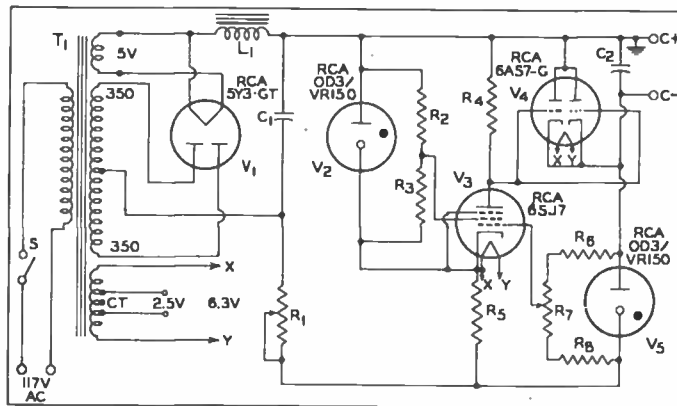 T1
5V
L1
RCA
5Y3-GT
350
V1
C1
RCA
OD3/
VR150
V2
R2
R3
R4
RCA
6AS7-G
V4
X Y
C2
C+
C-
V3
RCA
6SJ7
X Y
R5
R6
R7
R8
RCA
OD3/
VR150
V5
350
S
CT
2.5V
6.3V
X
Y
R1
117V
AC